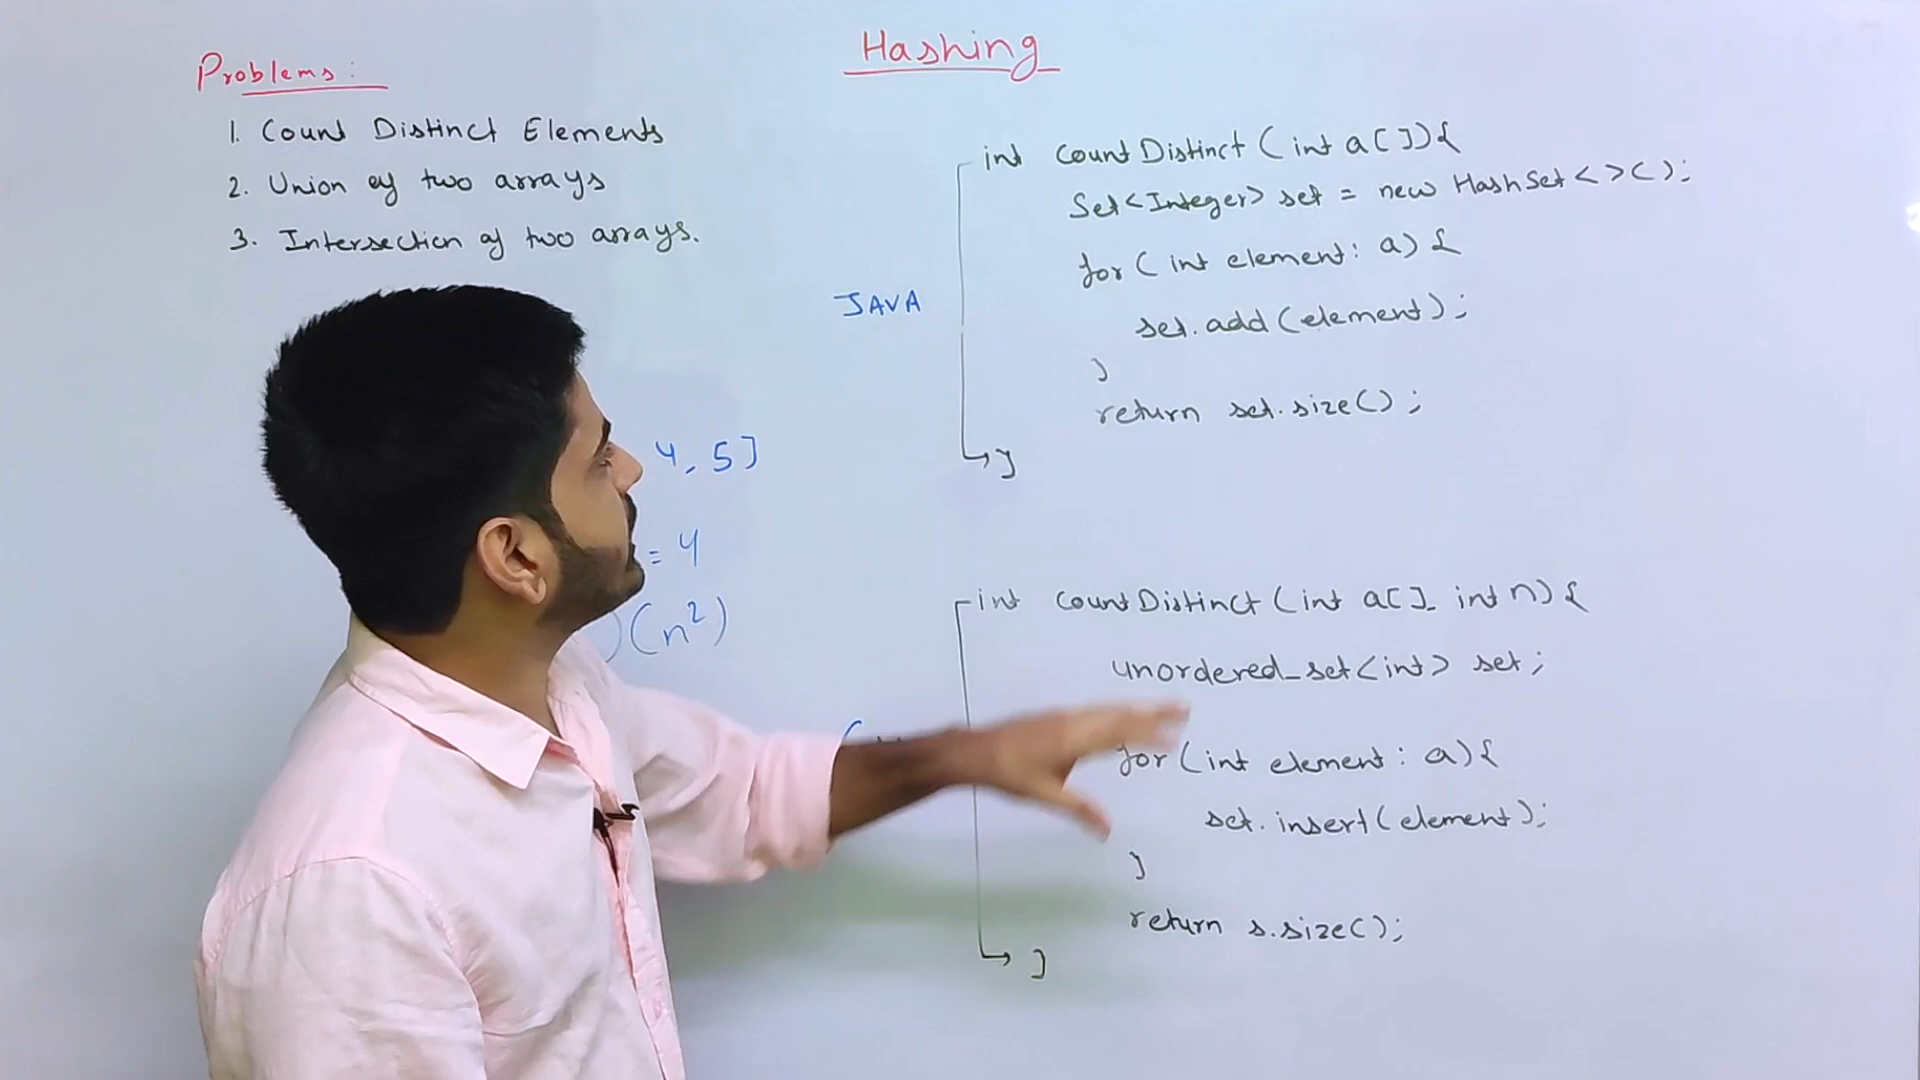 Hashing
Problems:
1. Count Distinct Elements
2. Union of two arrays
3. Intersection of two arrays.
4, 5]
= 4
(n²)
JAVA
int countDistinct (int a[]){
Set<Integer> set = new HashSet<>();
for (int element: a) {
set.add(element);
}
return set.size();
}
int countDistinct (int a[], int n) {
unordered_set<int> set;
for (int element : a) {
set.insert(element);
}
return s.size();
}